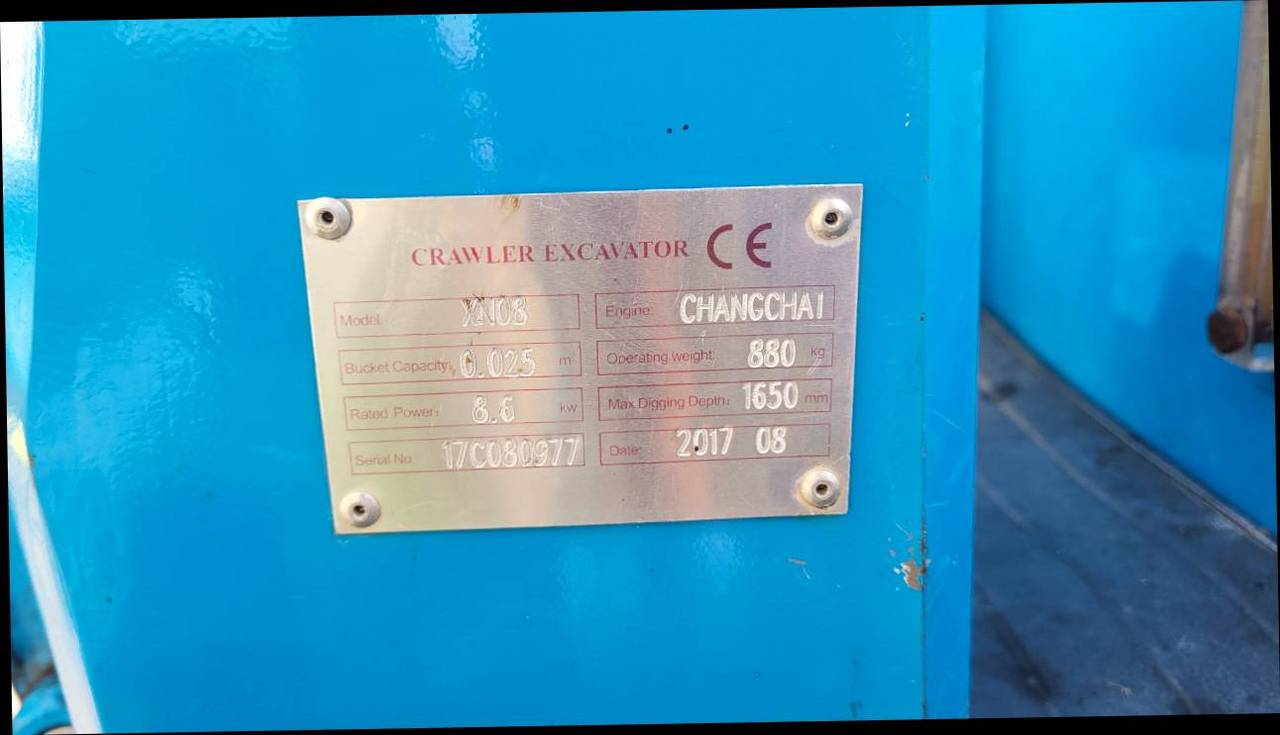 CRAWLER EXCAVATOR CE
Model: XN08 Engine: CHANGCHAI
Bucket Capacity: 0.025 m Operating weight: 880 kg
Rated Power: 8.6 kw Max Digging Depth: 1650 mm
Serial No 17C080977 Date: 2017 08